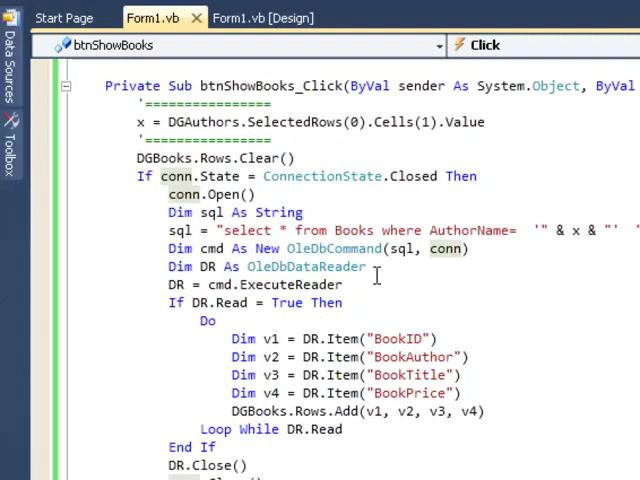 Start Page
Form1.vb
Form1.vb [Design]
btnShowBooks
Click
Data Sources
Toolbox
Private Sub btnShowBooks_Click(ByVal sender As System.Object, ByVal
'================
x = DGAuthors.SelectedRows(0).Cells(1).Value
'================
DGBooks.Rows.Clear()
If conn.State = ConnectionState.Closed Then
conn.Open()
Dim sql As String
sql = "select * from Books where AuthorName=  '" & x & "'  "
Dim cmd As New OleDbCommand(sql, conn)
Dim DR As OleDbDataReader
DR = cmd.ExecuteReader
If DR.Read = True Then
Do
Dim v1 = DR.Item("BookID")
Dim v2 = DR.Item("BookAuthor")
Dim v3 = DR.Item("BookTitle")
Dim v4 = DR.Item("BookPrice")
DGBooks.Rows.Add(v1, v2, v3, v4)
Loop While DR.Read
End If
DR.Close()